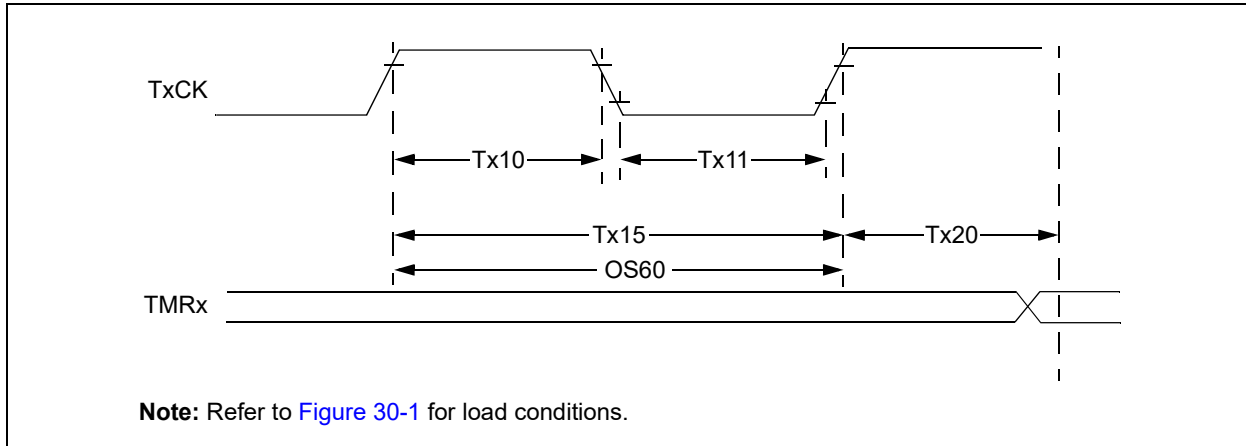 TxCK
Tx10
Tx11
Tx15
Tx20
OS60
TMRx
Note: Refer to Figure 30-1 for load conditions.